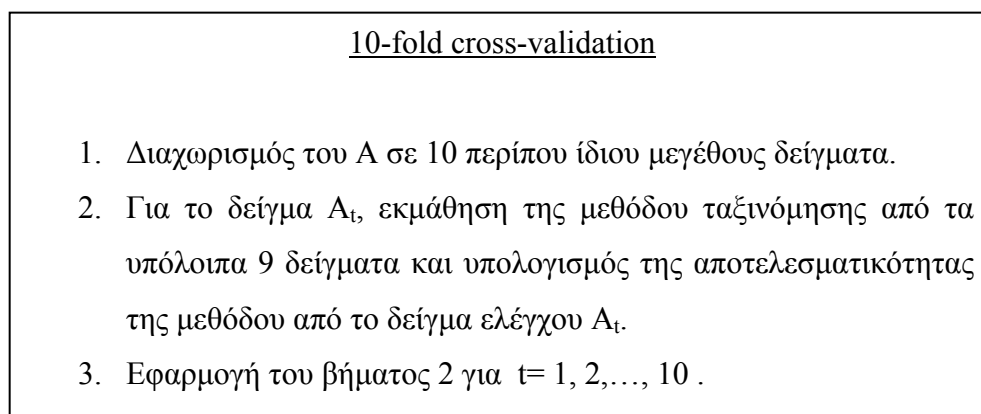 10-fold cross-validation
1. Διαχωρισμός του Α σε 10 περίπου ίδιου μεγέθους δείγματα.
2. Για το δείγμα Αt, εκμάθηση της μεθόδου ταξινόμησης από τα
υπόλοιπα 9 δείγματα και υπολογισμός της αποτελεσματικότητας
της μεθόδου από το δείγμα ελέγχου Αt.
3. Εφαρμογή του βήματος 2 για t= 1, 2,…, 10 .